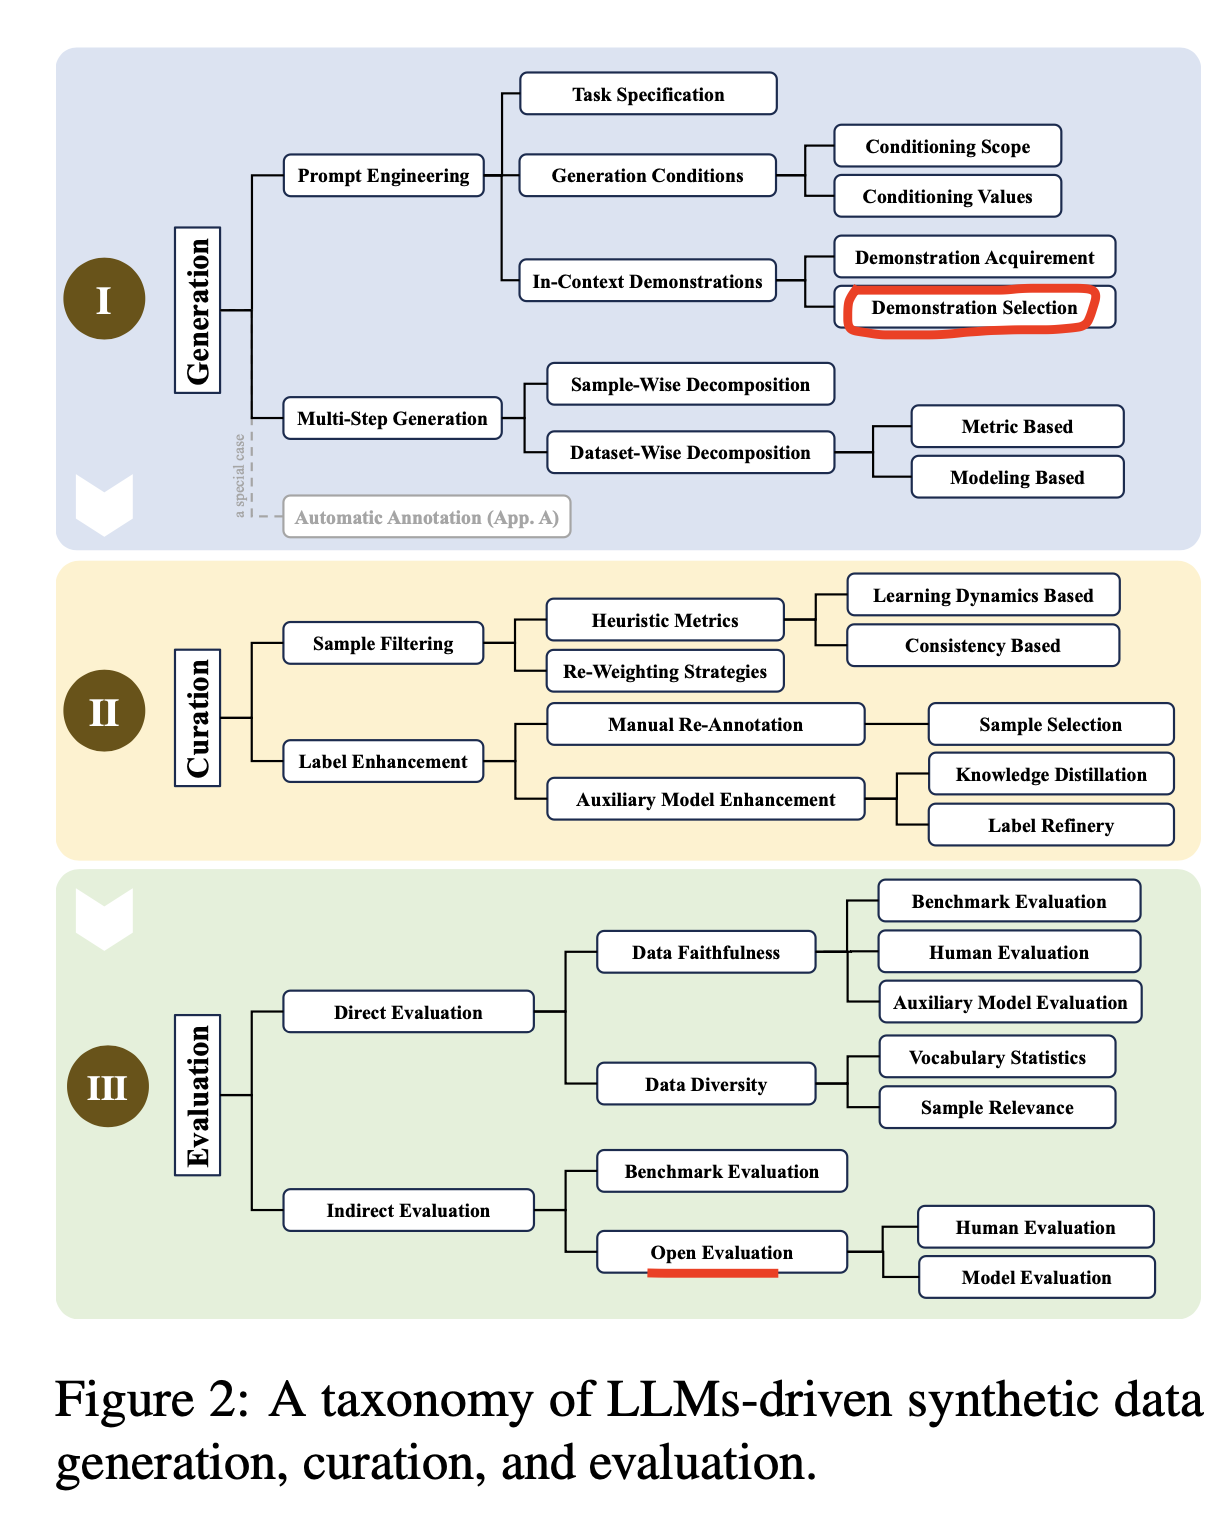 Task Specification
Conditioning Scope
Prompt Engineering
Generation Conditions
Conditioning Values
Demonstration Acquirement
In-Context Demonstrations
Demonstration Selection
I
Generation
Sample-Wise Decomposition
Multi-Step Generation
Metric Based
Dataset-Wise Decomposition
Modeling Based
a special case
Automatic Annotation (App. A)
Learning Dynamics Based
Heuristic Metrics
Sample Filtering
Consistency Based
Re-Weighting Strategies
II
Curation
Manual Re-Annotation
Sample Selection
Label Enhancement
Knowledge Distillation
Auxiliary Model Enhancement
Label Refinery
Benchmark Evaluation
Data Faithfulness
Human Evaluation
Auxiliary Model Evaluation
Direct Evaluation
Vocabulary Statistics
Data Diversity
Sample Relevance
III
Evaluation
Benchmark Evaluation
Indirect Evaluation
Human Evaluation
Open Evaluation
Model Evaluation
Figure 2: A taxonomy of LLMs-driven synthetic data
generation, curation, and evaluation.